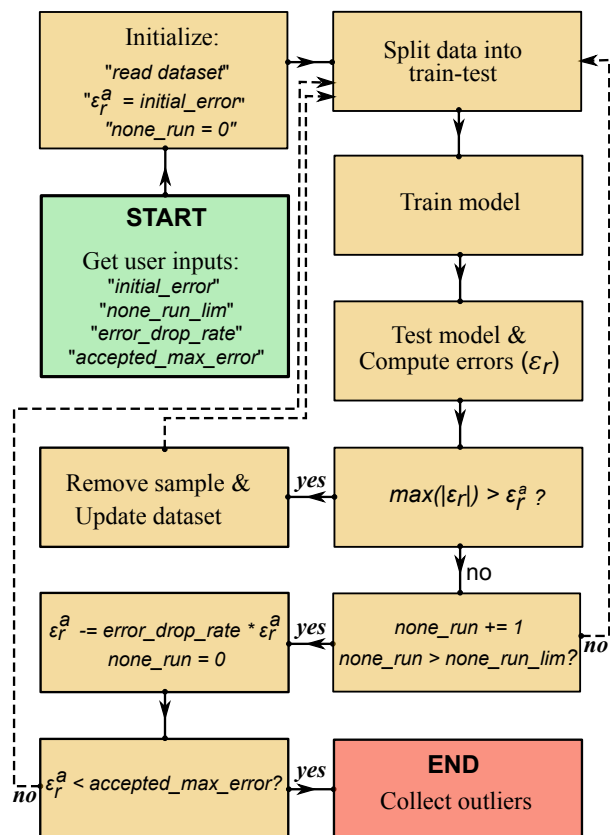 Initialize:
"read dataset"
"εᵣᵃ = initial_error"
"none_run = 0"
Split data into
train-test
START
Get user inputs:
"initial_error"
"none_run_lim"
"error_drop_rate"
"accepted_max_error"
Train model
Test model &
Compute errors (εᵣ)
Remove sample &
Update dataset
yes
max(|εᵣ|) > εᵣᵃ ?
no
εᵣᵃ -= error_drop_rate * εᵣᵃ
none_run = 0
yes
none_run += 1
none_run > none_run_lim?
no
εᵣᵃ < accepted_max_error?
no
yes
END
Collect outliers